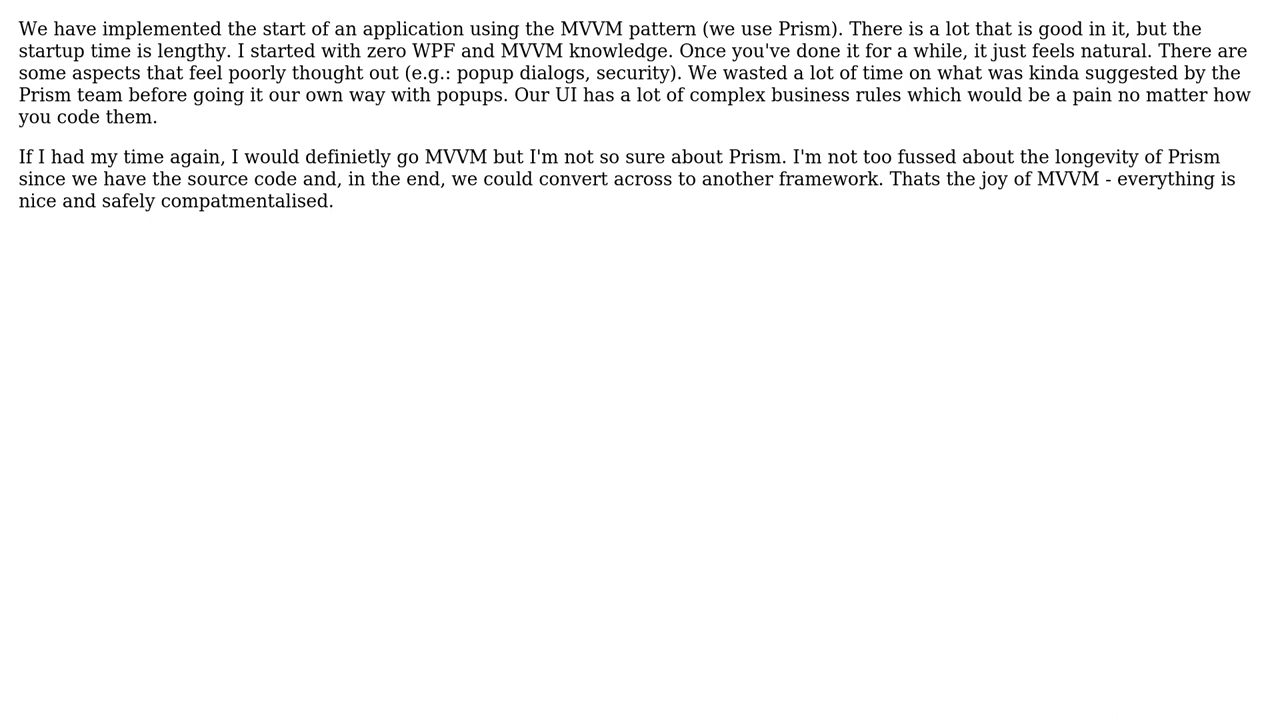 We have implemented the start of an application using the MVVM pattern (we use Prism). There is a lot that is good in it, but the
startup time is lengthy. I started with zero WPF and MVVM knowledge. Once you've done it for a while, it just feels natural. There are
some aspects that feel poorly thought out (e.g.: popup dialogs, security). We wasted a lot of time on what was kinda suggested by the
Prism team before going it our own way with popups. Our UI has a lot of complex business rules which would be a pain no matter how
you code them.
If I had my time again, I would definietly go MVVM but I'm not so sure about Prism. I'm not too fussed about the longevity of Prism
since we have the source code and, in the end, we could convert across to another framework. Thats the joy of MVVM - everything is
nice and safely compatmentalised.